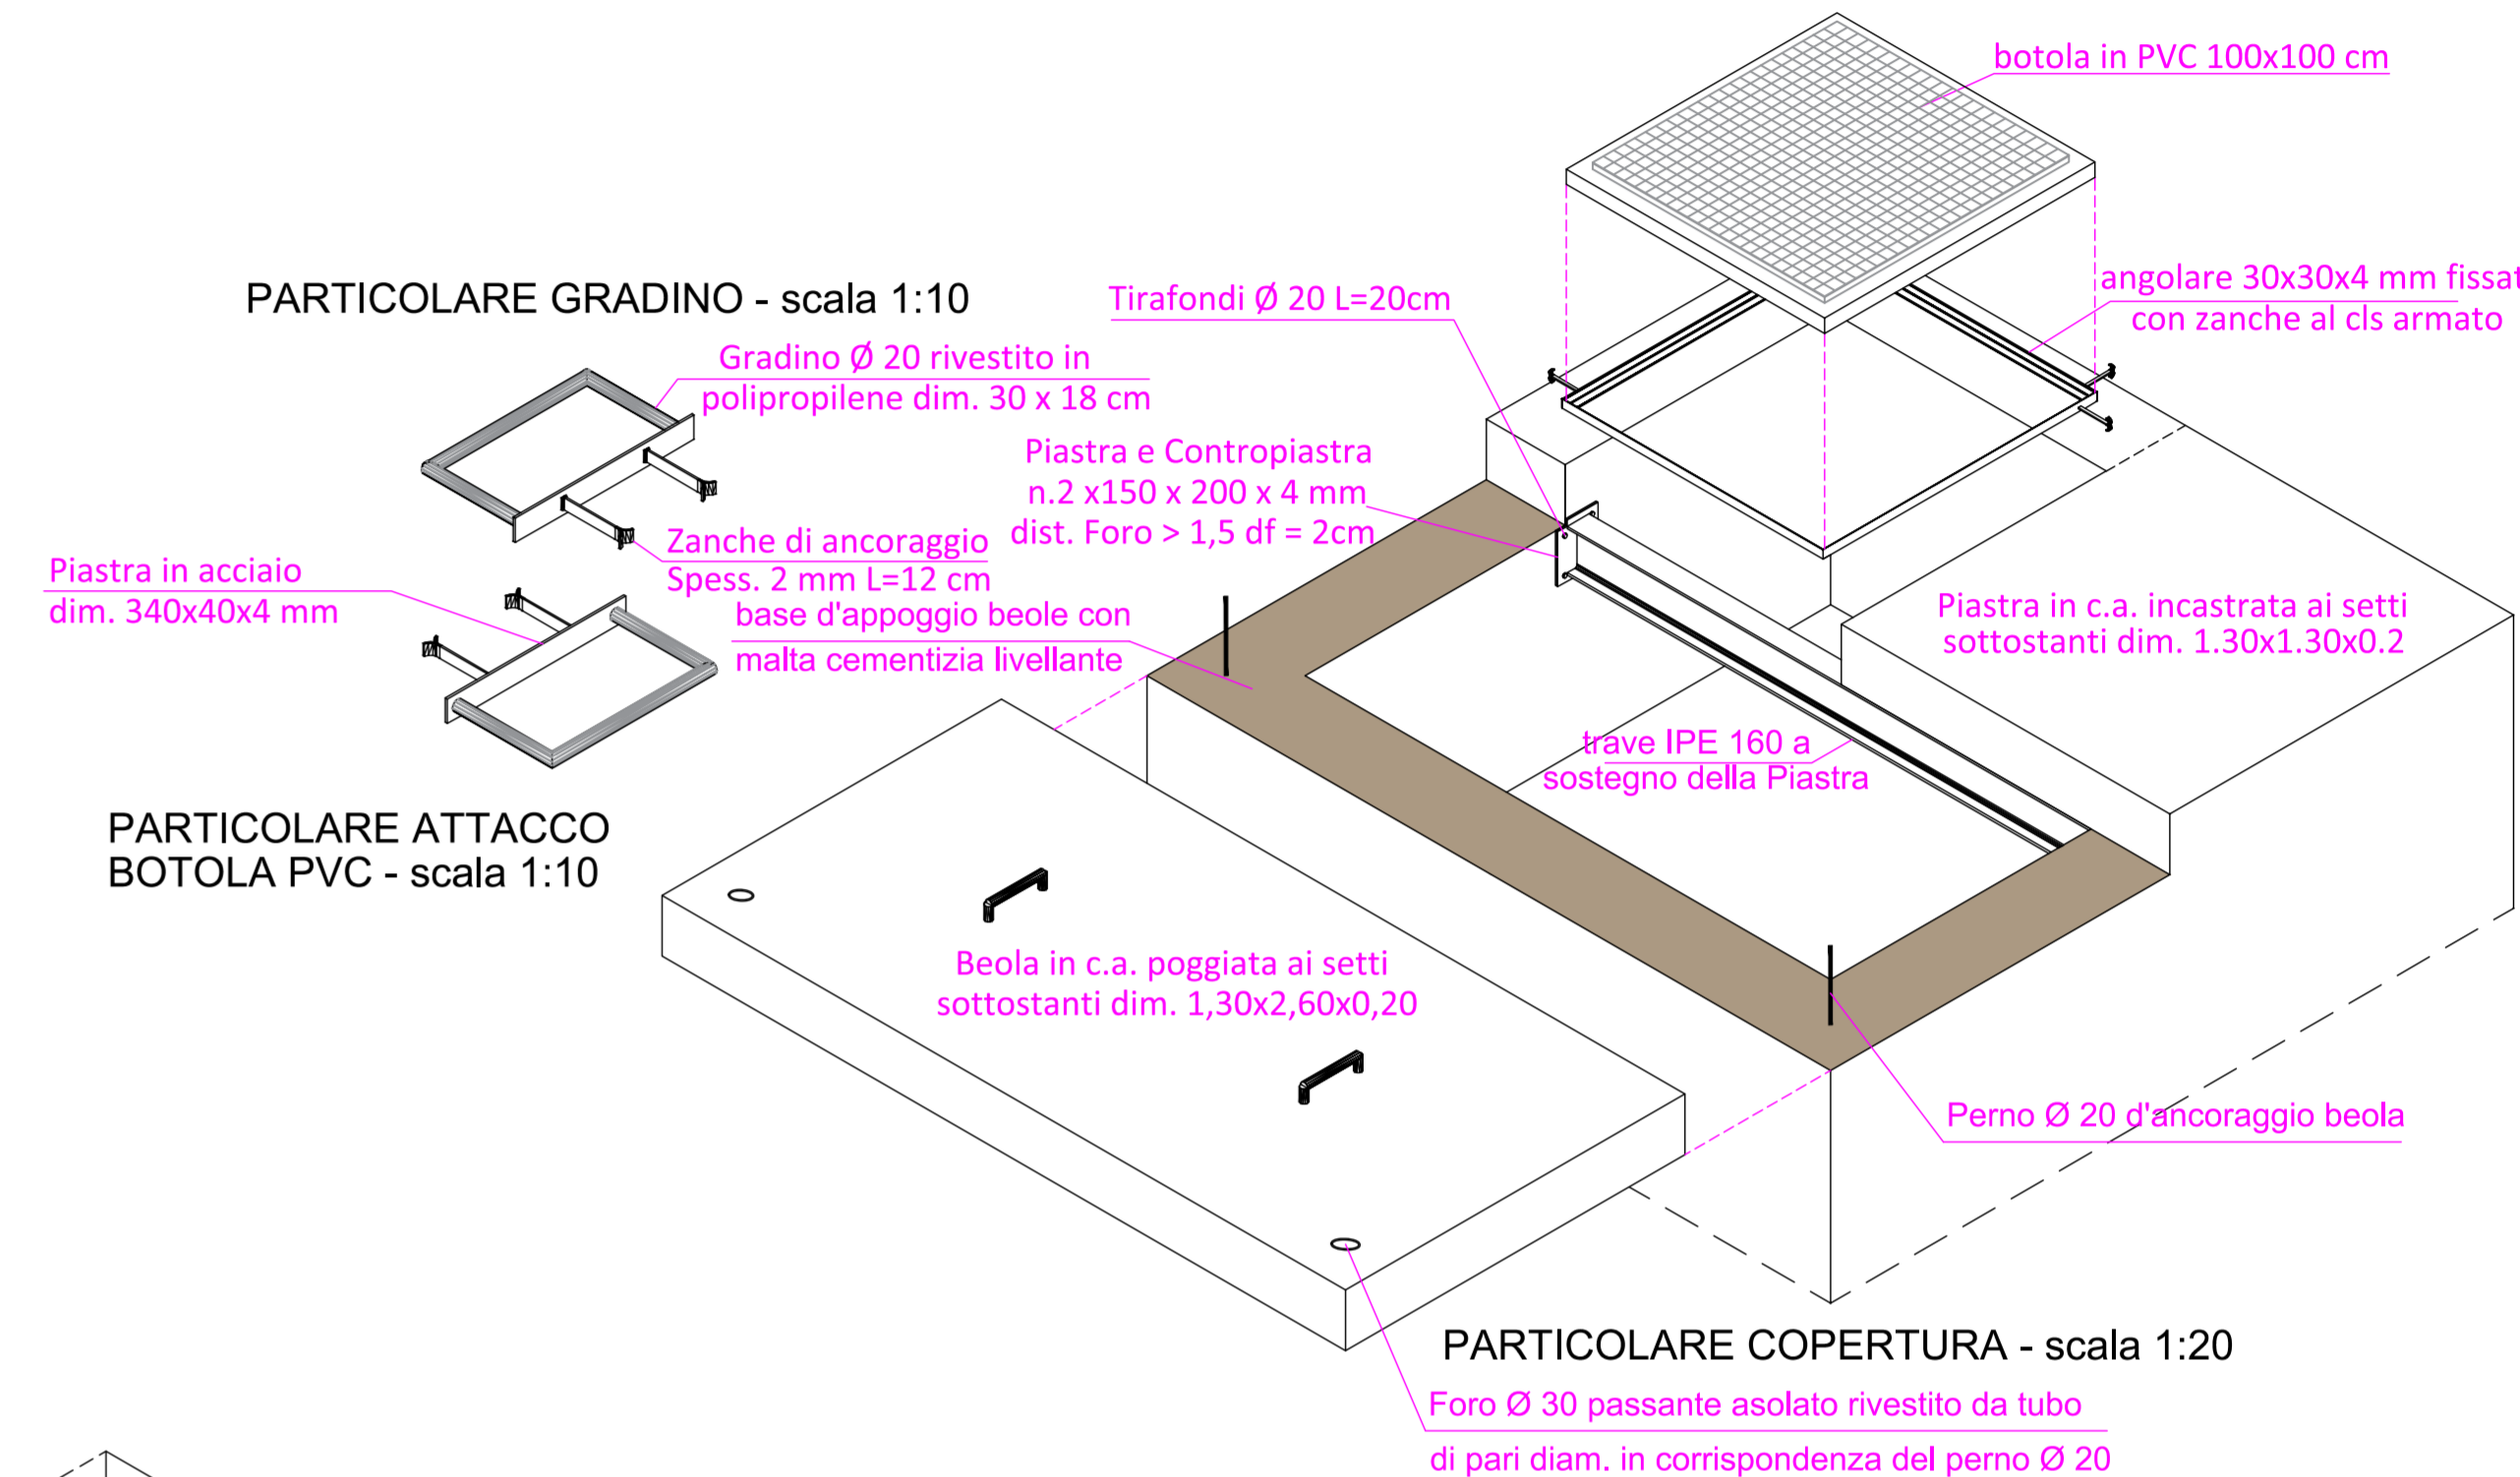 botola in PVC 100x100 cm
PARTICOLARE GRADINO - scala 1:10
Tirafondi Ø 20 L=20cm
angolare 30x30x4 mm fissat
con zanche al cls armato
Gradino Ø 20 rivestito in
polipropilene dim. 30 x 18 cm
Piastra e Contropiastra
n.2 x150 x 200 x 4 mm
dist. Foro > 1,5 df = 2cm
Zanche di ancoraggio
Spess. 2 mm L=12 cm
Piastra in acciaio
dim. 340x40x4 mm
base d'appoggio beole con
malta cementizia livellante
Piastra in c.a. incastrata ai setti
sottostanti dim. 1.30x1.30x0.2
trave IPE 160 a
sostegno della Piastra
PARTICOLARE ATTACCO
BOTOLA PVC - scala 1:10
Beola in c.a. poggiata ai setti
sottostanti dim. 1,30x2,60x0,20
Perno Ø 20 d'ancoraggio beola
PARTICOLARE COPERTURA - scala 1:20
Foro Ø 30 passante asolato rivestito da tubo
di pari diam. in corrispondenza del perno Ø 20